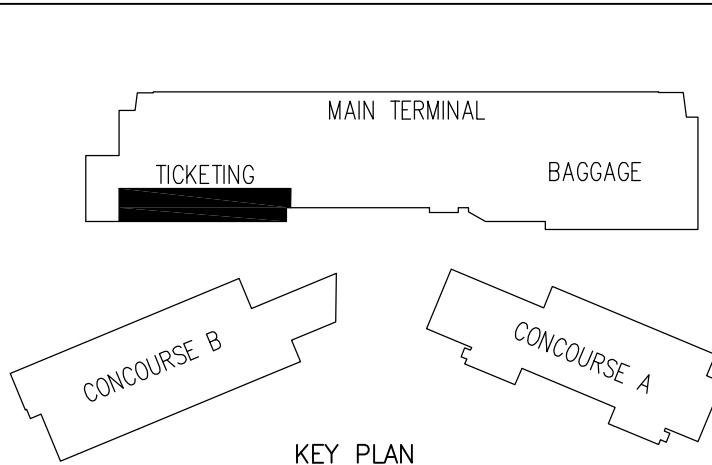 MAIN TERMINAL
TICKETING
BAGGAGE
CONCOURSE B
CONCOURSE A
KEY PLAN